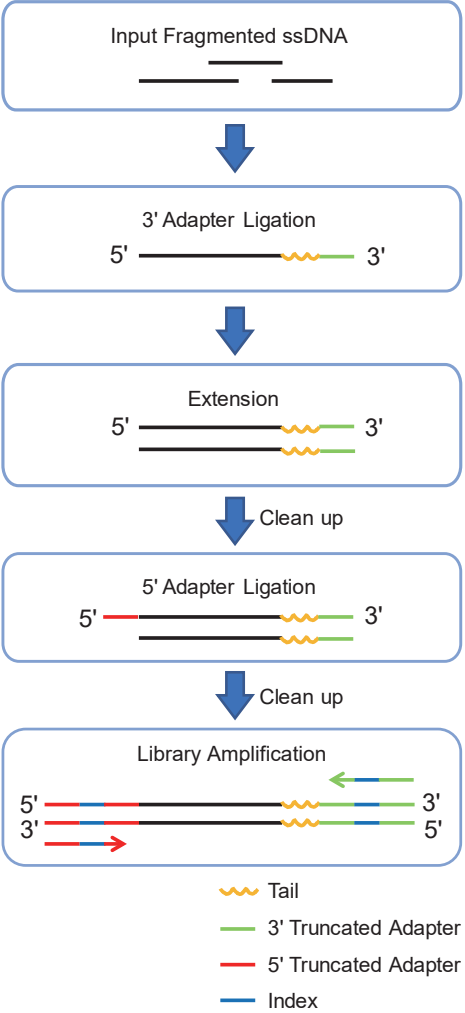 Input Fragmented ssDNA
3' Adapter Ligation
5' 3'
Extension
5' 3'
Clean up
5' Adapter Ligation
5' 3'
Clean up
Library Amplification
5' 3'
3' 5'
Tail
3' Truncated Adapter
5' Truncated Adapter
Index